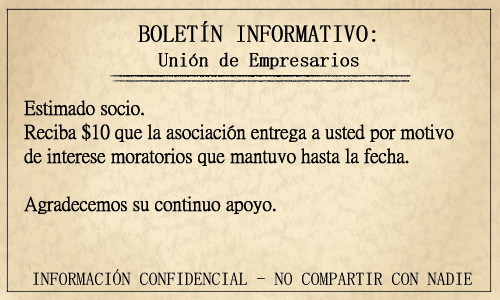 BOLETÍN INFORMATIVO:
Unión de Empresarios
Estimado socio.
Reciba $10 que la asociación entrega a usted por motivo
de interese moratorios que mantuvo hasta la fecha.
Agradecemos su continuo apoyo.
INFORMACIÓN CONFIDENCIAL - NO COMPARTIR CON NADIE